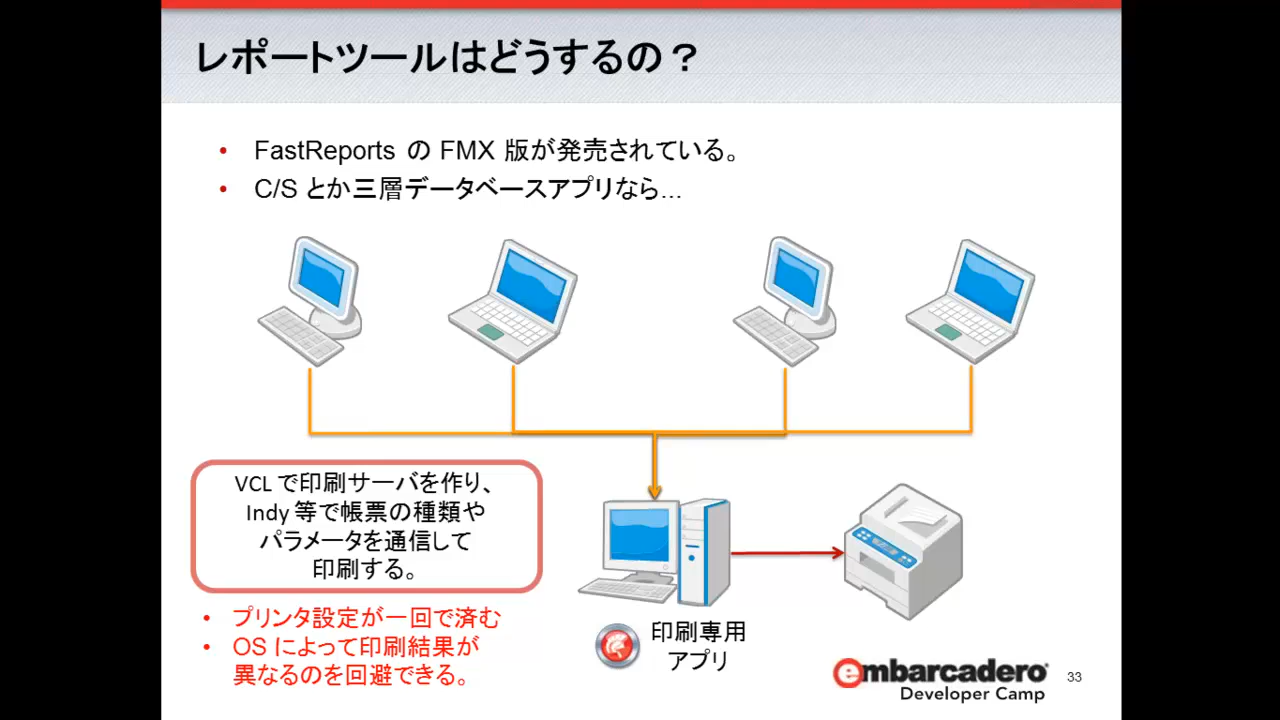 レポートツールはどうするの？
• FastReports の FMX 版が発売されている。
• C/S とか三層データベースアプリなら...
VCL で印刷サーバを作り、
Indy 等で帳票の種類や
パラメータを通信して
印刷する。
• プリンタ設定が一回で済む
• OS によって印刷結果が
異なるのを回避できる。
印刷専用
アプリ
embarcadero®
Developer Camp
33